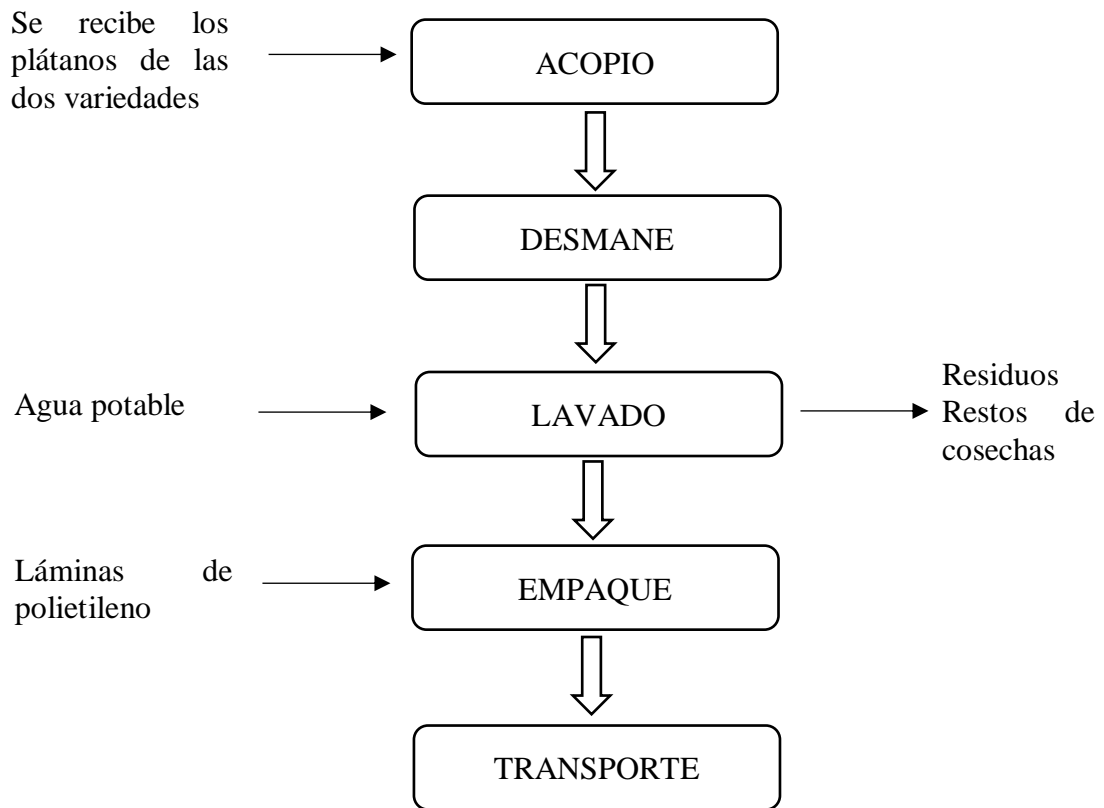 Se recibe los
plátanos de las
dos variedades
ACOPIO
DESMANE
Agua potable
LAVADO
Residuos
Restos de
cosechas
Láminas de
polietileno
EMPAQUE
TRANSPORTE